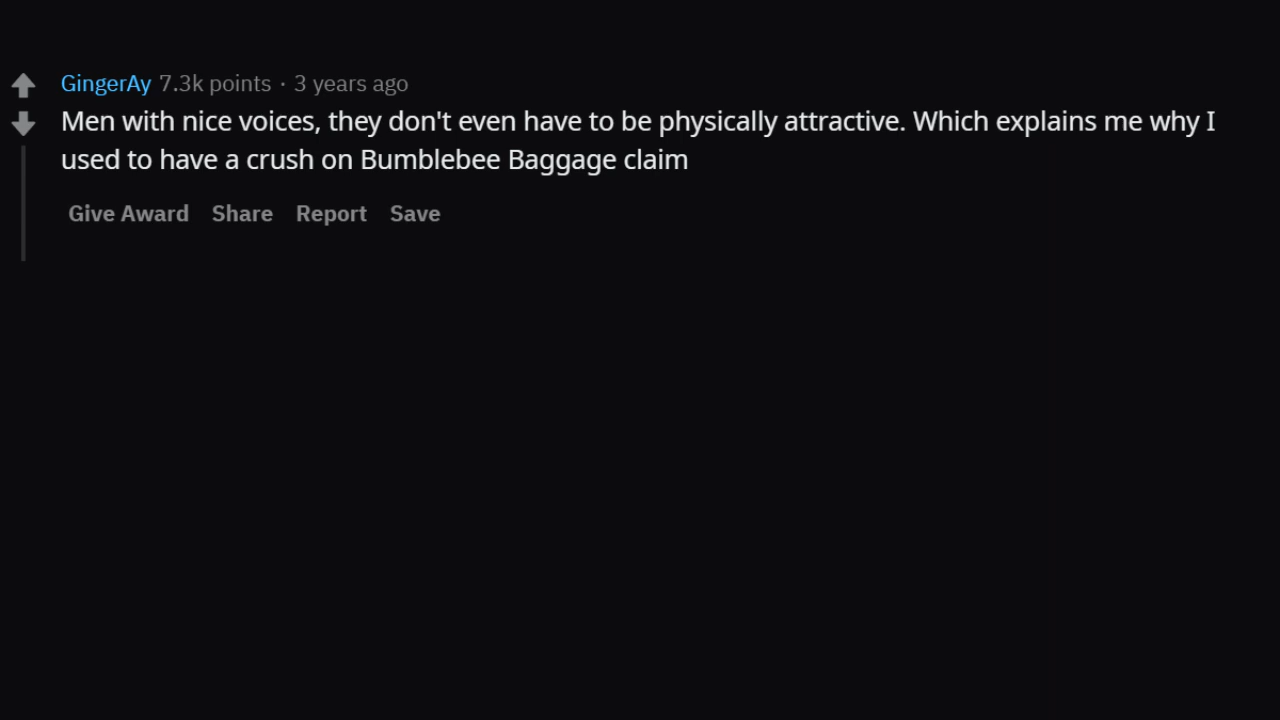 GingerAy 7.3k points · 3 years ago
Men with nice voices, they don't even have to be physically attractive. Which explains me why I
used to have a crush on Bumblebee Baggage claim
Give Award Share Report Save